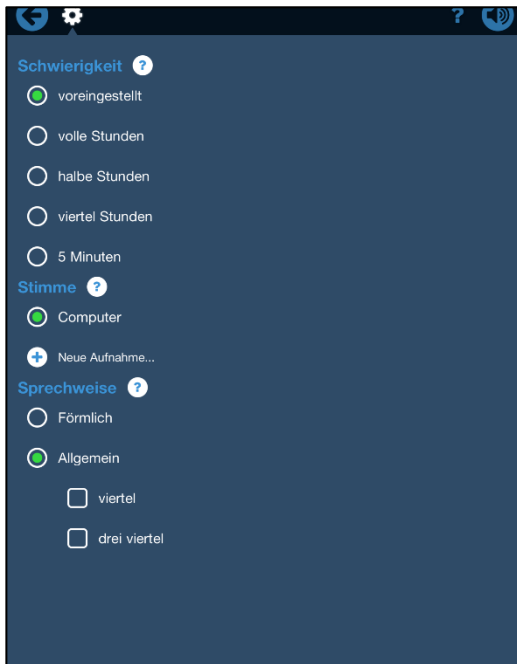 ?
Schwierigkeit ?
voreingestellt
volle Stunden
halbe Stunden
viertel Stunden
5 Minuten
Stimme ?
Computer
Neue Aufnahme...
Sprechweise ?
Förmlich
Allgemein
viertel
drei viertel